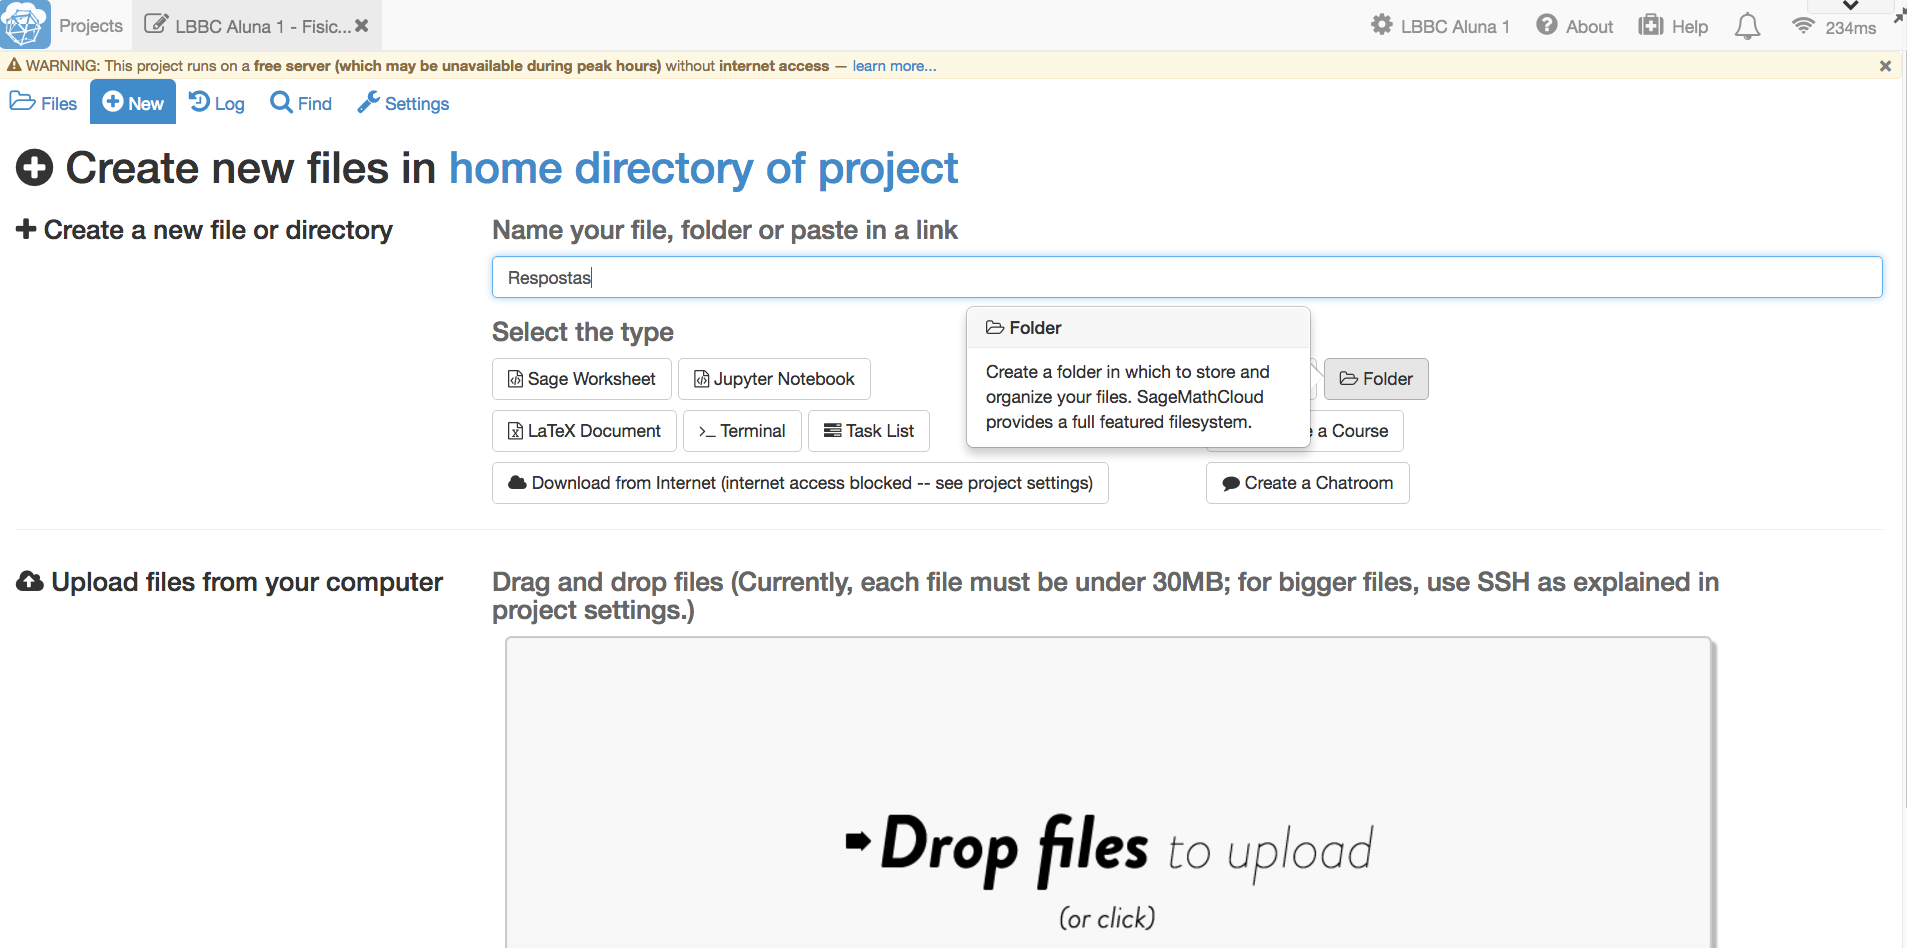 Projects
LBBC Aluna 1 - Fisic...
LBBC Aluna 1
About
Help
234ms
WARNING: This project runs on a free server (which may be unavailable during peak hours) without internet access — learn more...
Files
New
Log
Find
Settings
Create new files in home directory of project
Create a new file or directory
Name your file, folder or paste in a link
Respostas
Select the type
Folder
Create a folder in which to store and
organize your files. SageMathCloud
provides a full featured filesystem.
Sage Worksheet
Jupyter Notebook
Folder
LaTeX Document
Terminal
Task List
a Course
Download from Internet (internet access blocked -- see project settings)
Create a Chatroom
Upload files from your computer
Drag and drop files (Currently, each file must be under 30MB; for bigger files, use SSH as explained in
project settings.)
Drop files to upload
(or click)